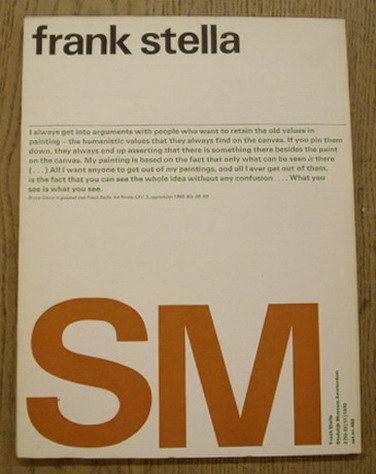 frank stella
I always get into arguments with people who want to retain the old values in
painting – the humanistic values that they always find on the canvas. If you pin them
down, they always end up asserting that there is something there besides the paint
on the canvas. My painting is based on the fact that only what can be seen is there
(...) All I want anyone to get out of my paintings, and all I ever get out of them,
is the fact that you can see the whole idea without any confusion.... What you
see is what you see.
SM
Frank Stella
Stedelijk Museum Amsterdam